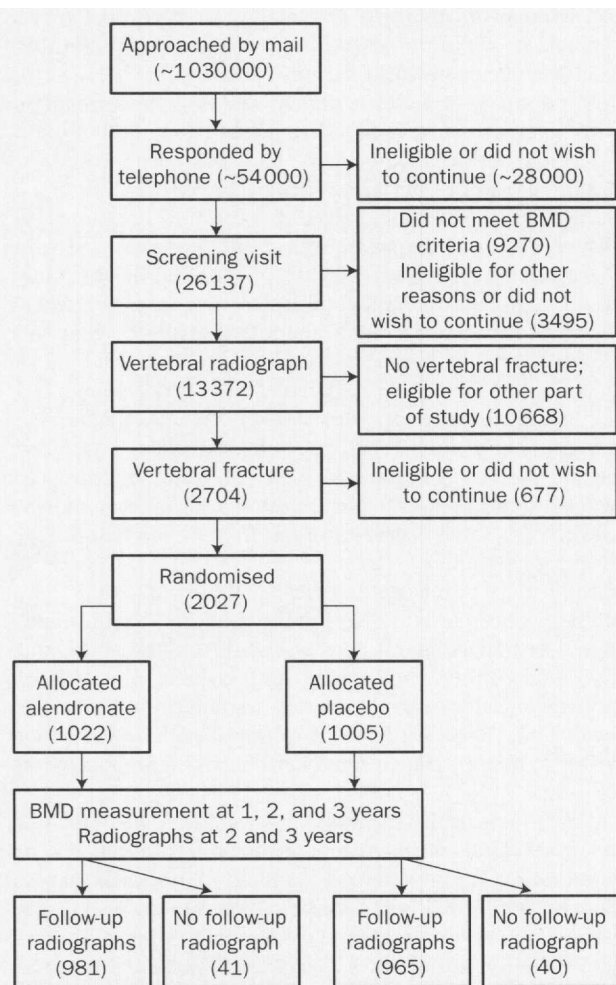 Approached by mail
(~1030000)
Responded by
telephone (~54000)
Ineligible or did not wish
to continue (~28000)
Did not meet BMD
criteria (9270)
Ineligible for other
reasons or did not
wish to continue (3495)
Screening visit
(26137)
Vertebral radiograph
(13372)
No vertebral fracture;
eligible for other part
of study (10668)
Vertebral fracture
(2704)
Ineligible or did not wish
to continue (677)
Randomised
(2027)
Allocated
alendronate
(1022)
Allocated
placebo
(1005)
BMD measurement at 1, 2, and 3 years
Radiographs at 2 and 3 years
Follow-up
radiographs
(981)
No follow-up
radiograph
(41)
Follow-up
radiographs
(965)
No follow-up
radiograph
(40)